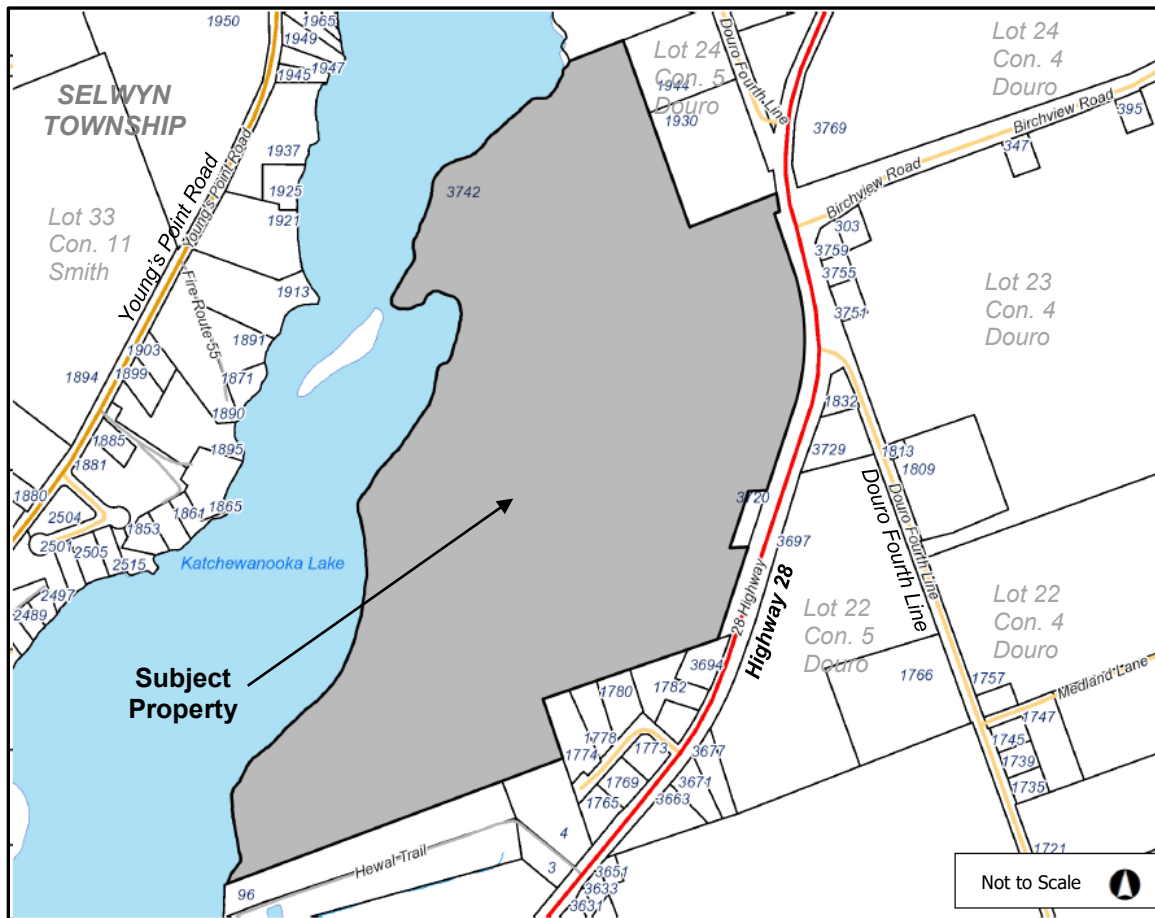 1950
1965
1949
1945
1947
SELWYN
TOWNSHIP
Lot 24
Con. 5
Douro
1944
1930
Douro Fourth Line
3769
Lot 24
Con. 4
Douro
Birchview Road
395
347
Birchview Road
1937
1925
1921
3742
Lot 33
Con. 11
Smith
Young's Point Road
Young's Point Road
Fire Route 55
1913
303
3759
3755
3751
Lot 23
Con. 4
Douro
1903
1899
1894
1891
1871
1890
1832
3729
1885
1881
1895
1813
1809
1880
2504
1865
1861
1853
2501
2505
2515
3720
3697
Katchewanooka Lake
Douro Fourth Line
Douro Fourth Line
2497
2489
28 Highway
Highway 28
Lot 22
Con. 5
Douro
Lot 22
Con. 4
Douro
Subject
Property
3694
1780
1782
1766
1757
Medland Lane
1778
1774
1773
3677
1747
1745
1739
1735
1769
1765
3671
3663
4
3
Hewal Trail
96
3651
3633
3631
1721
Not to Scale